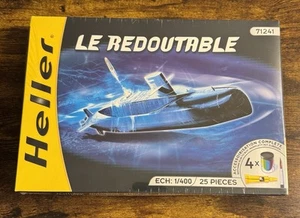 Heller
LE REDOUTABLE
71241
4x
ECH: 1/400 / 25 PIECES